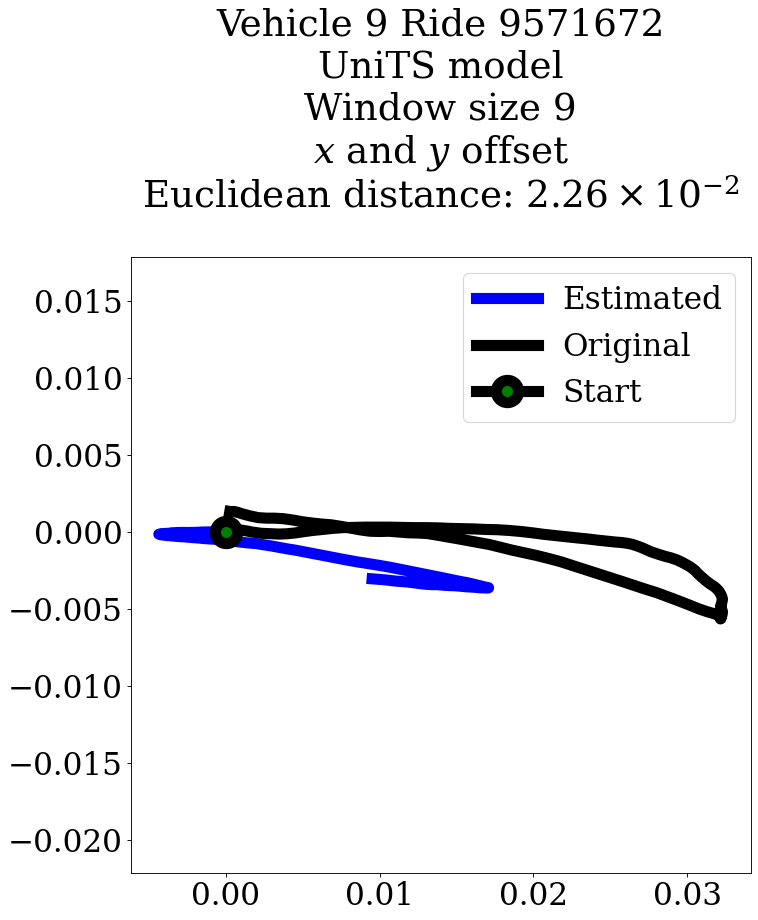 Vehicle 9 Ride 9571672
UniTS model
Window size 9
x and y offset
Euclidean distance: 2.26 × 10⁻²
Estimated
Original
Start
0.015
0.010
0.005
0.000
−0.005
−0.010
−0.015
−0.020
0.00 0.01 0.02 0.03